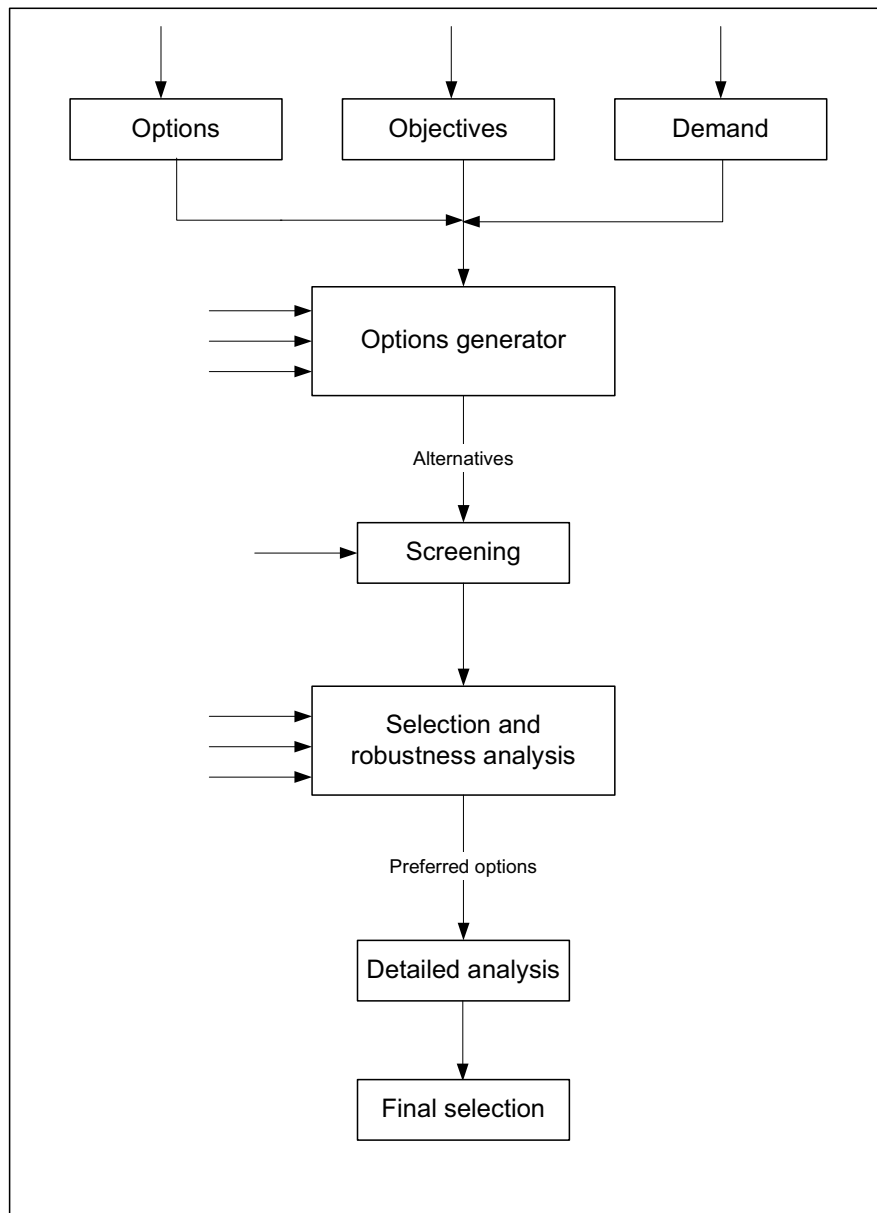 Options
Objectives
Demand
Options generator
Alternatives
Screening
Selection and
robustness analysis
Preferred options
Detailed analysis
Final selection